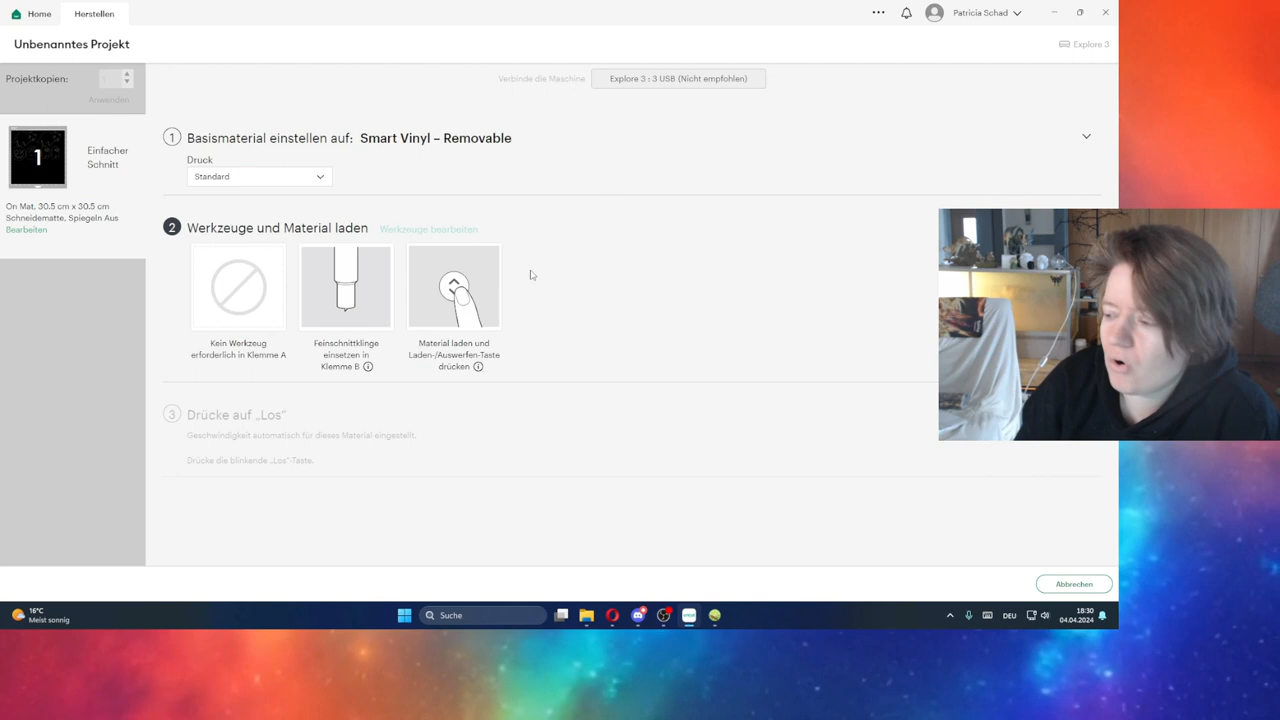 Home
Herstellen
Patricia Schad
Unbenanntes Projekt
Explore 3
Projektkopien:
Anwenden
Verbinde die Maschine
Explore 3 : 3 USB (Nicht empfohlen)
1
Einfacher
Schnitt
On Mat, 30.5 cm x 30.5 cm
Schneidematte, Spiegeln Aus
Bearbeiten
1 Basismaterial einstellen auf: Smart Vinyl – Removable
Druck
Standard
2 Werkzeuge und Material laden Werkzeuge bearbeiten
Kein Werkzeug
erforderlich in Klemme A
Feinschnittklinge
einsetzen in
Klemme B
Material laden und
Laden-/Auswerfen-Taste
drücken
3 Drücke auf „Los“
Geschwindigkeit automatisch für dieses Material eingestellt.
Drücke die blinkende „Los“-Taste.
Abbrechen
16°C
Meist sonnig
Suche
DEU
18:30
04.04.2024